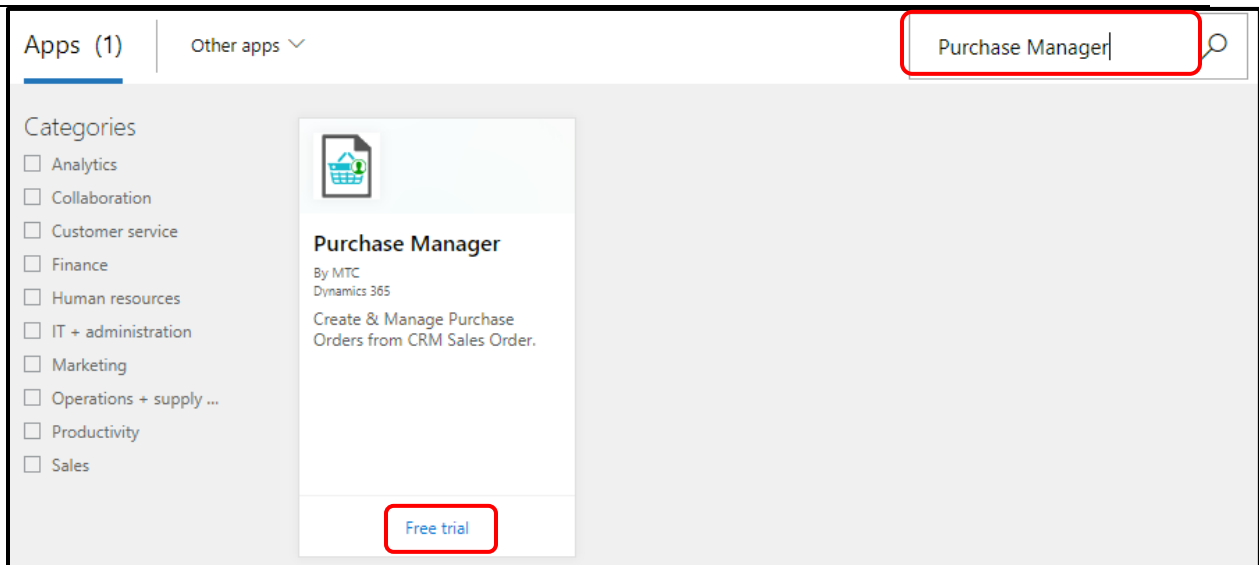 Apps (1)
Other apps
Purchase Manager
Categories
Analytics
Collaboration
Customer service
Finance
Human resources
IT + administration
Marketing
Operations + supply ...
Productivity
Sales
Purchase Manager
By MTC
Dynamics 365
Create & Manage Purchase
Orders from CRM Sales Order.
Free trial